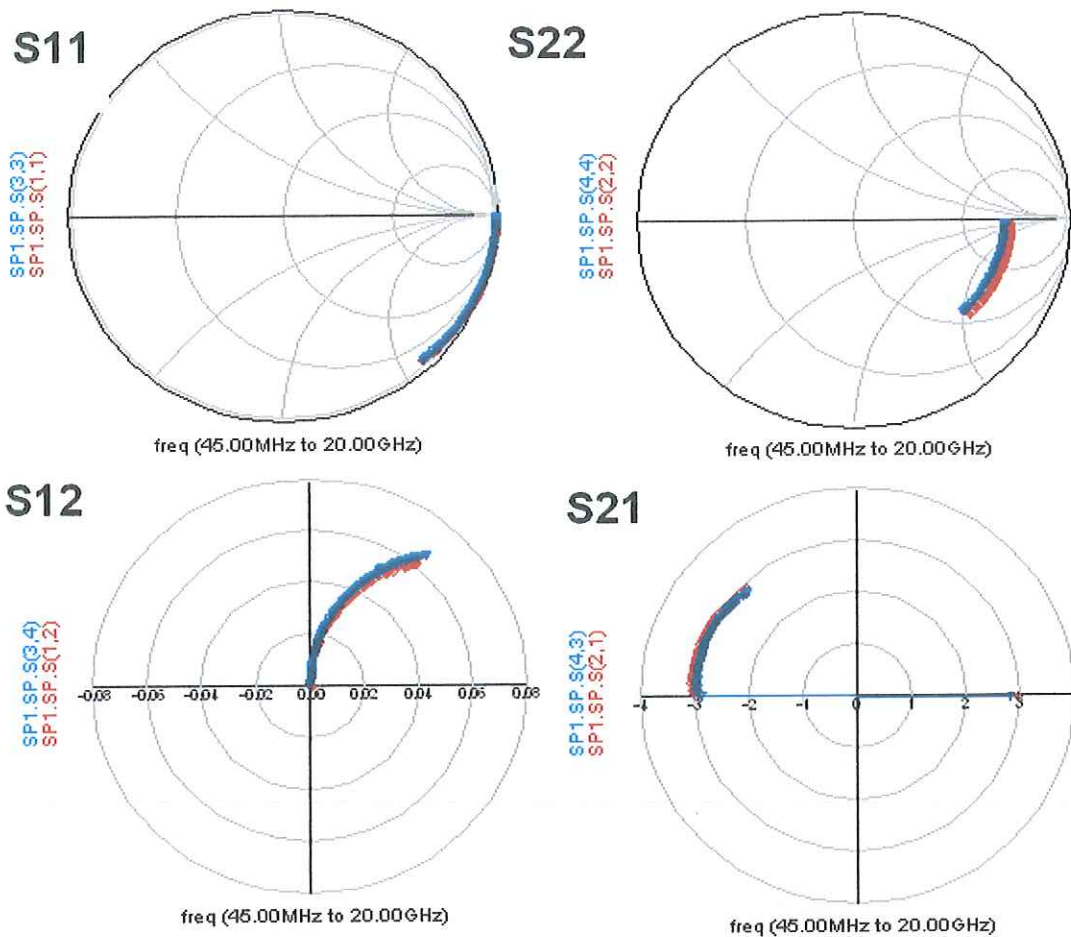 S11
SP1.SP.S(3,3)
SP1.SP.S(1,1)
freq (45.00MHz to 20.00GHz)
S22
SP1.SP.S(4,4)
SP1.SP.S(2,2)
freq (45.00MHz to 20.00GHz)
S12
SP1.SP.S(3,4)
SP1.SP.S(1,2)
-0.08 -0.06 -0.04 -0.02 0.00 0.02 0.04 0.06 0.08
freq (45.00MHz to 20.00GHz)
S21
SP1.SP.S(4,3)
SP1.SP.S(2,1)
-4 -3 -2 -1 0 1 2 3
freq (45.00MHz to 20.00GHz)